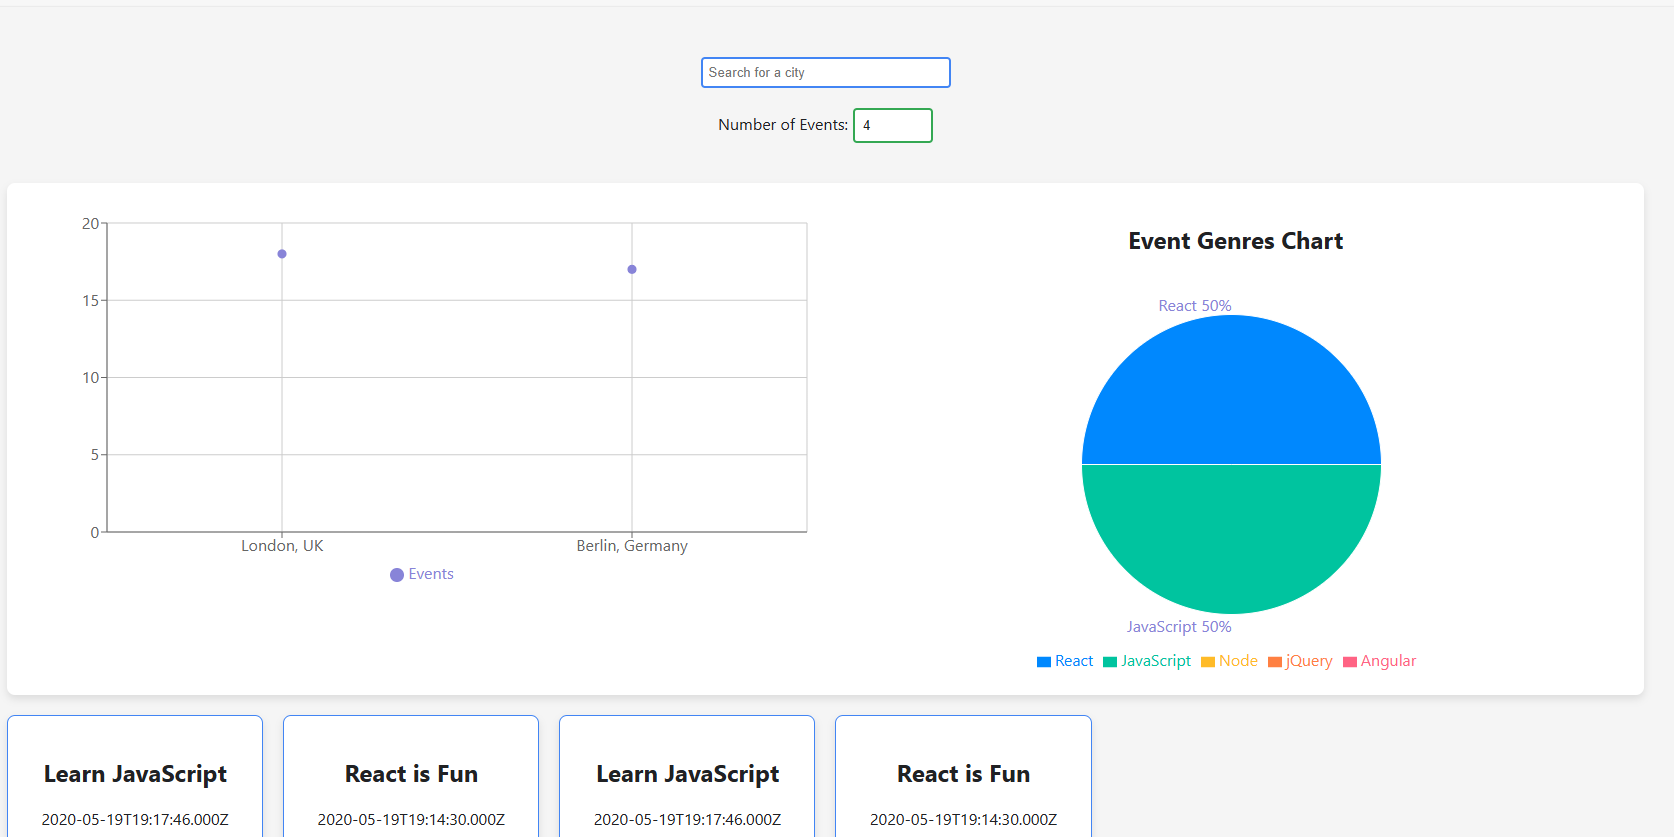 Search for a city
Number of Events: 4
20
15
10
5
0
London, UK Berlin, Germany
Events
Event Genres Chart
React 50%
JavaScript 50%
React JavaScript Node jQuery Angular
Learn JavaScript
2020-05-19T19:17:46.000Z
React is Fun
2020-05-19T19:14:30.000Z
Learn JavaScript
2020-05-19T19:17:46.000Z
React is Fun
2020-05-19T19:14:30.000Z